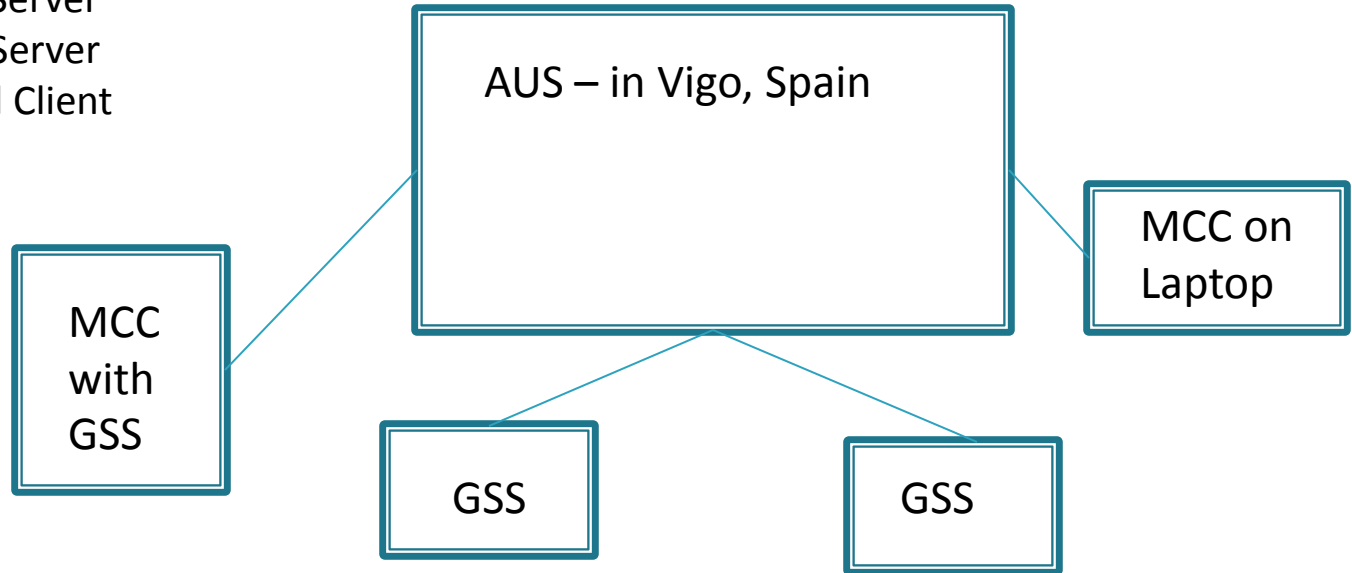 Server
Server
Client
AUS – in Vigo, Spain
MCC on
Laptop
MCC
with
GSS
GSS
GSS